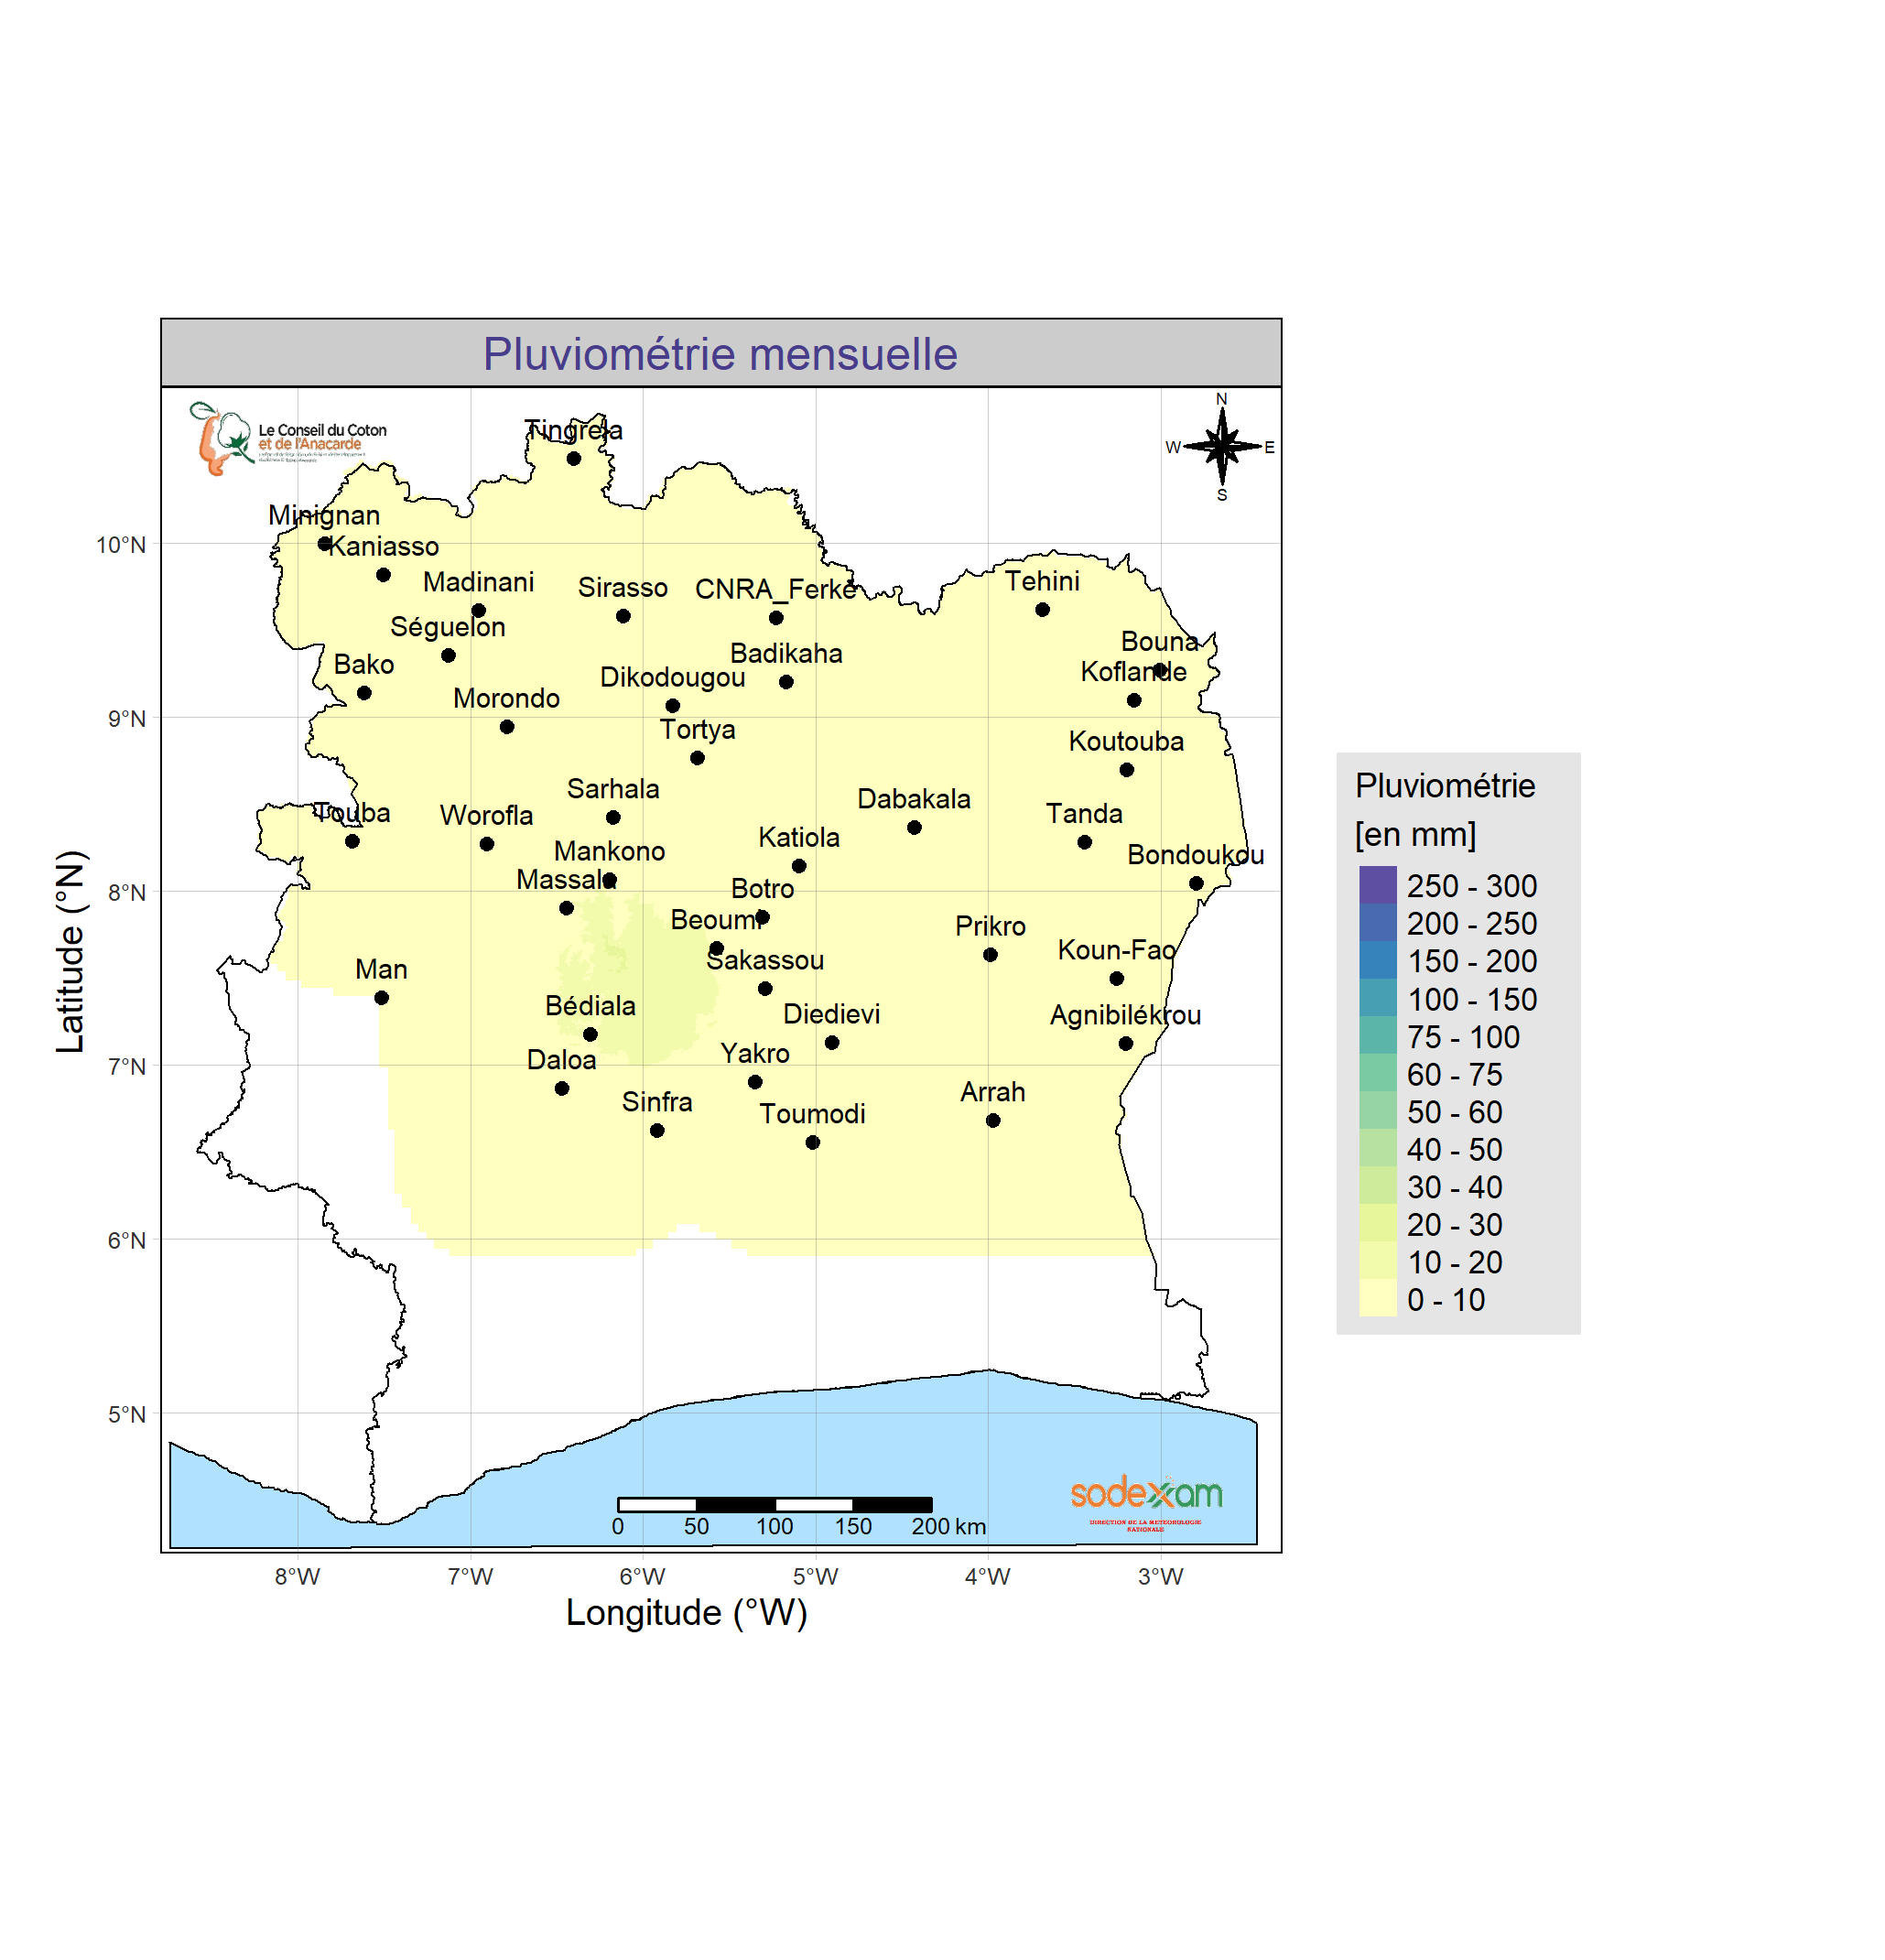 Pluviométrie mensuelle
Le Conseil du Coton
et de l'Anacarde
N
W
E
S
Tingrela
Minignan
Kaniasso
Madinani
Sirasso
CNRA_Ferké
Tehini
Séguelon
Bouna
Badikaha
Bako
Koflande
Dikodougou
Morondo
Tortya
Koutouba
Sarhala
Dabakala
Touba
Worofla
Tanda
Katiola
Mankono
Bondoukou
Massala
Botro
Beoumi
Prikro
Koun-Fao
Man
Sakassou
Bédiala
Diedievi
Agnibilékrou
Daloa
Yakro
Sinfra
Arrah
Toumodi
10°N
9°N
8°N
7°N
6°N
5°N
Latitude (°N)
sodexam
DIRECTION DE LA METEOROLOGIE
NATIONALE
0 50 100 150 200 km
8°W 7°W 6°W 5°W 4°W 3°W
Longitude (°W)
Pluviométrie
[en mm]
250 - 300
200 - 250
150 - 200
100 - 150
75 - 100
60 - 75
50 - 60
40 - 50
30 - 40
20 - 30
10 - 20
0 - 10